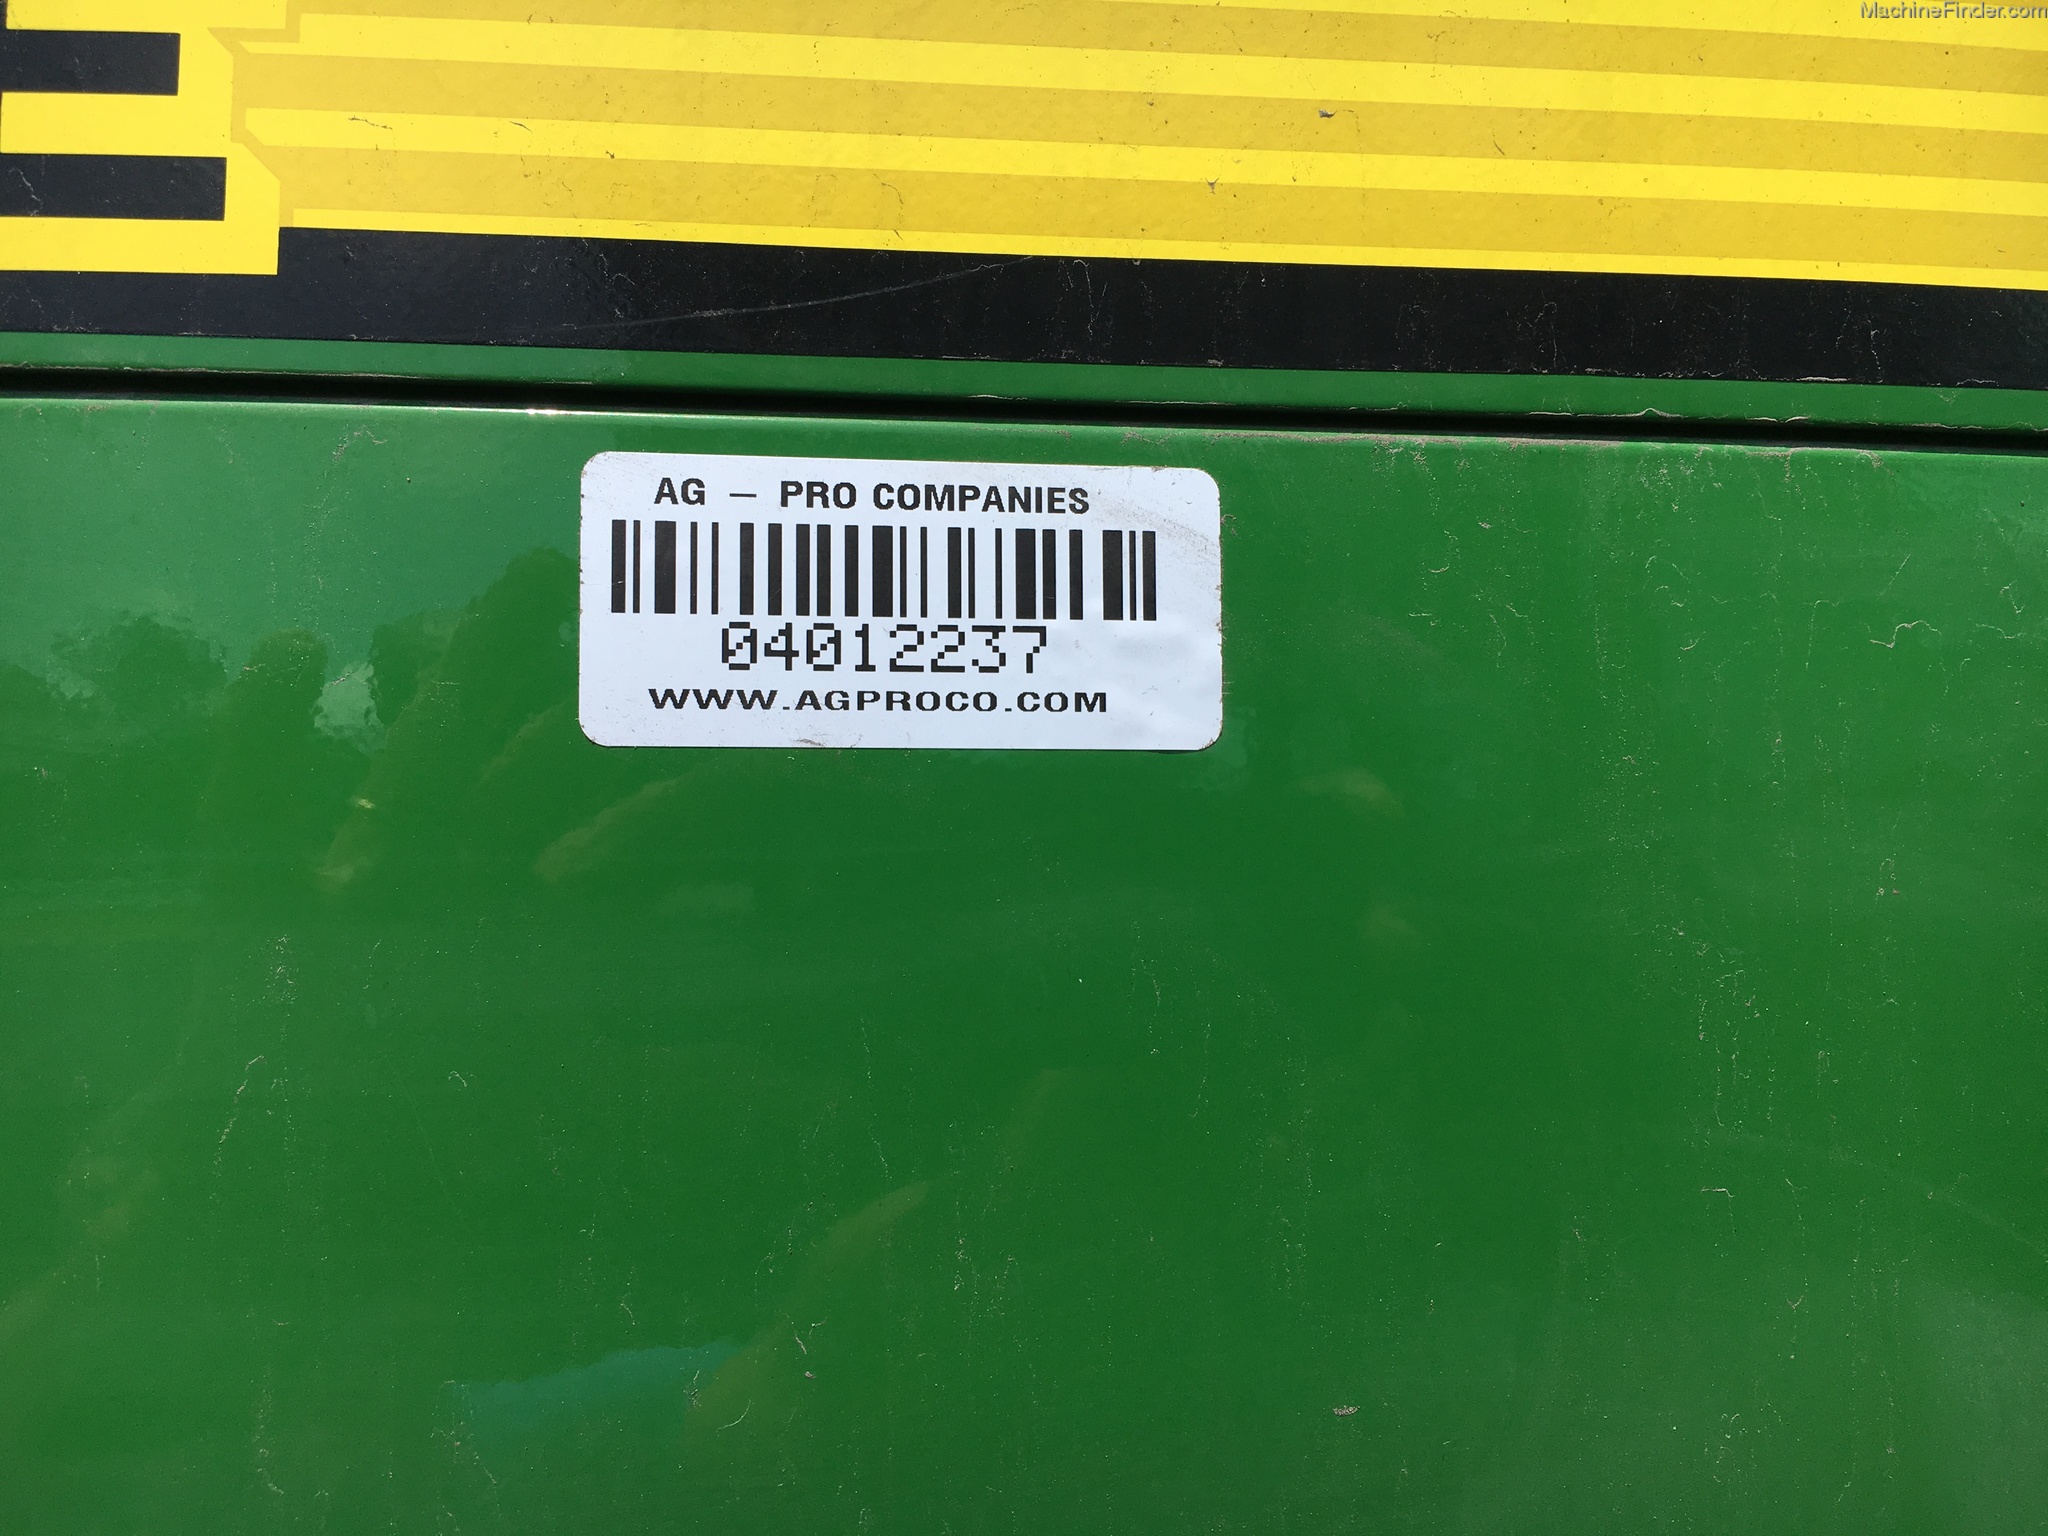 MachineFinder.com
AG – PRO COMPANIES
04012237
WWW.AGPROCO.COM